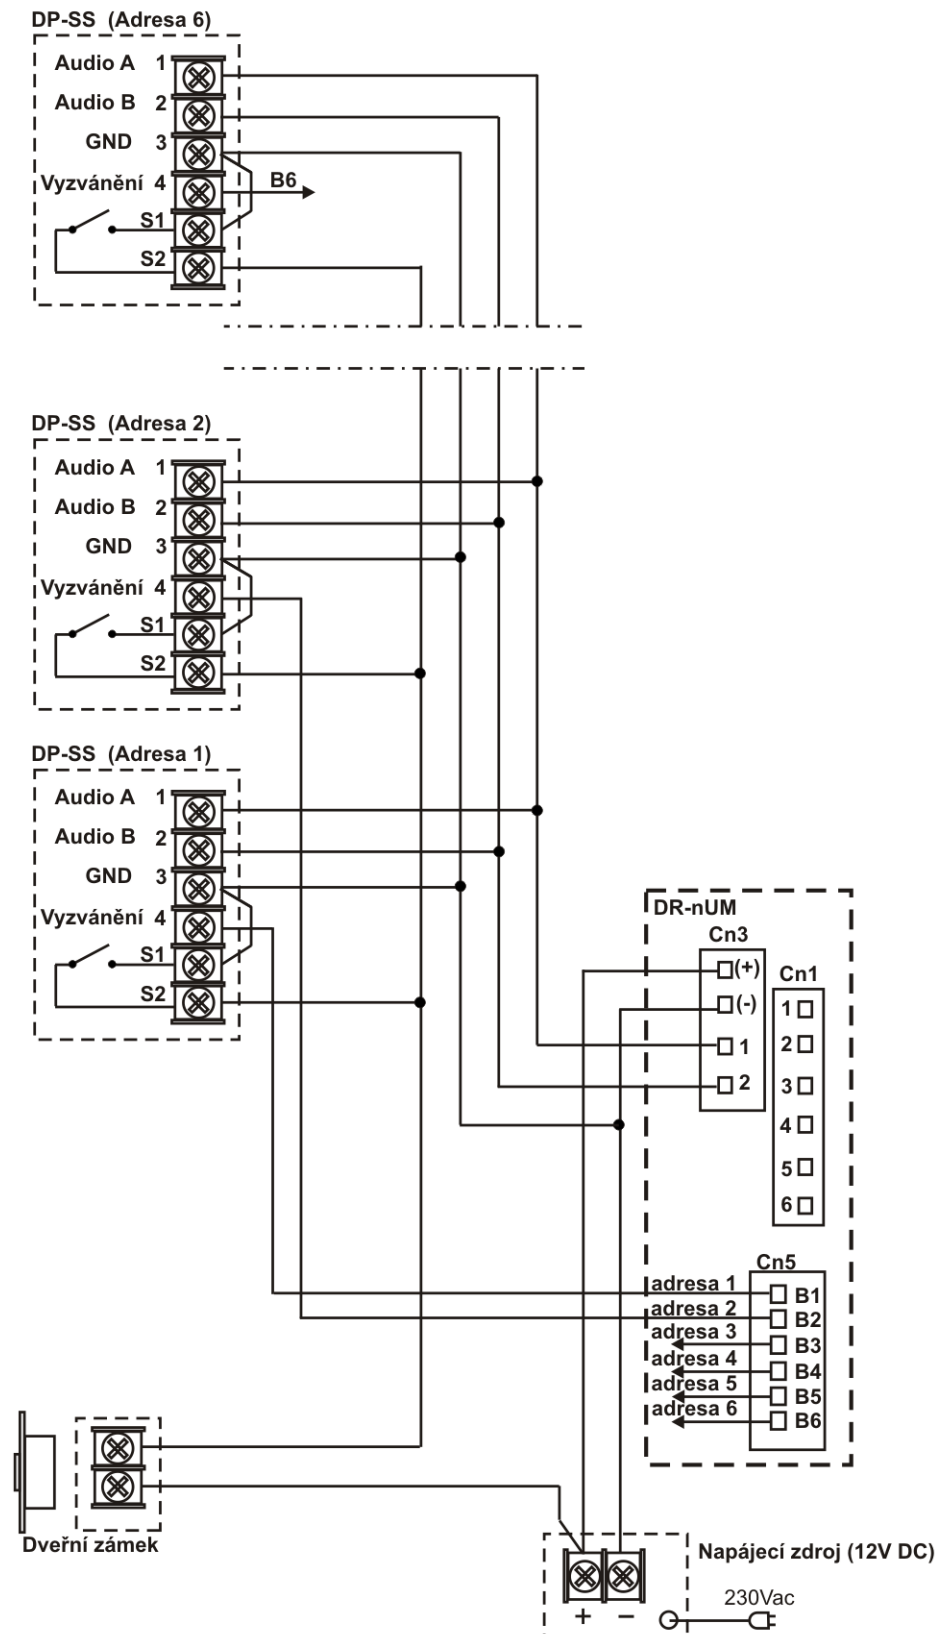 DP-SS (Adresa 6)
Audio A 1
Audio B 2
GND 3
Vyzvánění 4
B6
S1
S2
DP-SS (Adresa 2)
Audio A 1
Audio B 2
GND 3
Vyzvánění 4
S1
S2
DP-SS (Adresa 1)
Audio A 1
Audio B 2
GND 3
Vyzvánění 4
S1
S2
DR-nUM
Cn3
(+)
(-)
1
2
Cn1
1
2
3
4
5
6
Cn5
adresa 1 B1
adresa 2 B2
adresa 3 B3
adresa 4 B4
adresa 5 B5
adresa 6 B6
Dveřní zámek
Napájecí zdroj (12V DC)
230Vac
+ −